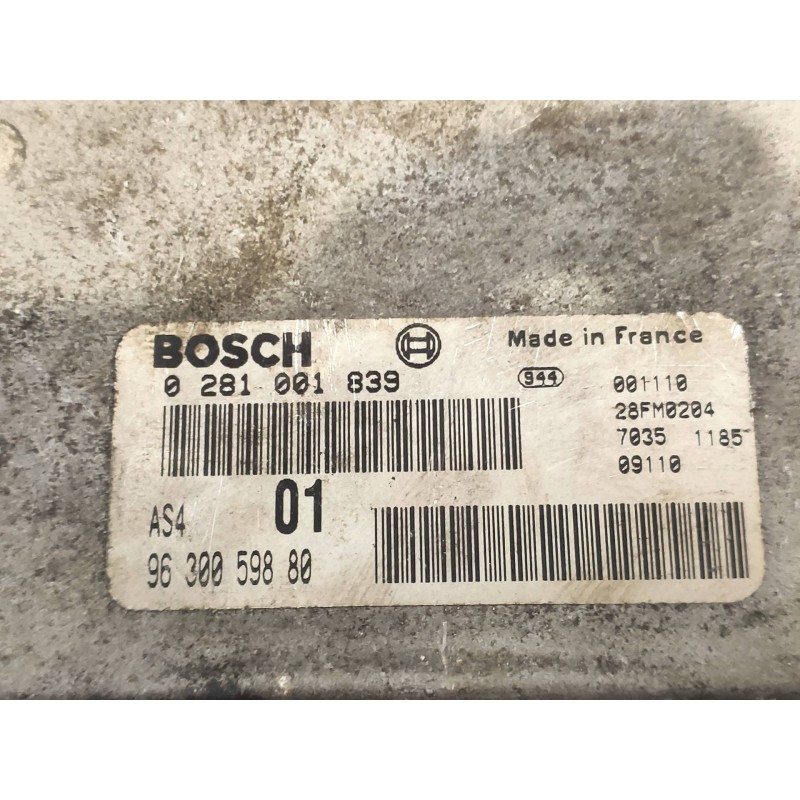 BOSCH Made in France
0 281 001 839 944 001110
28FM0204
7035 1185
09110
AS4 01
96 300 598 80